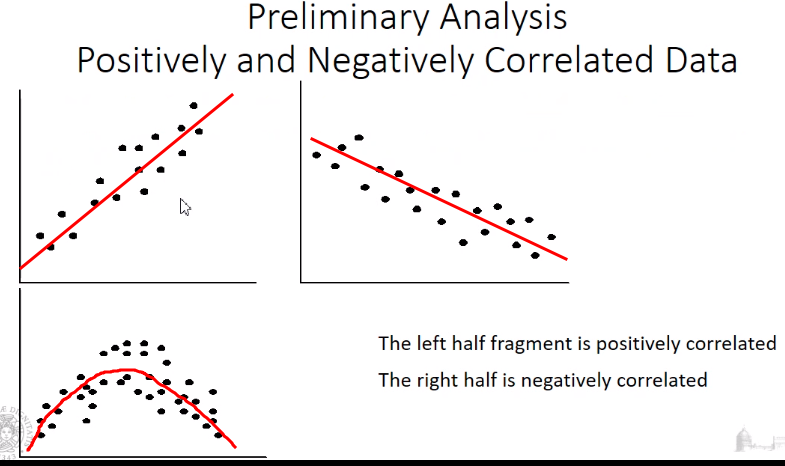 Preliminary Analysis
Positively and Negatively Correlated Data
The left half fragment is positively correlated
The right half is negatively correlated